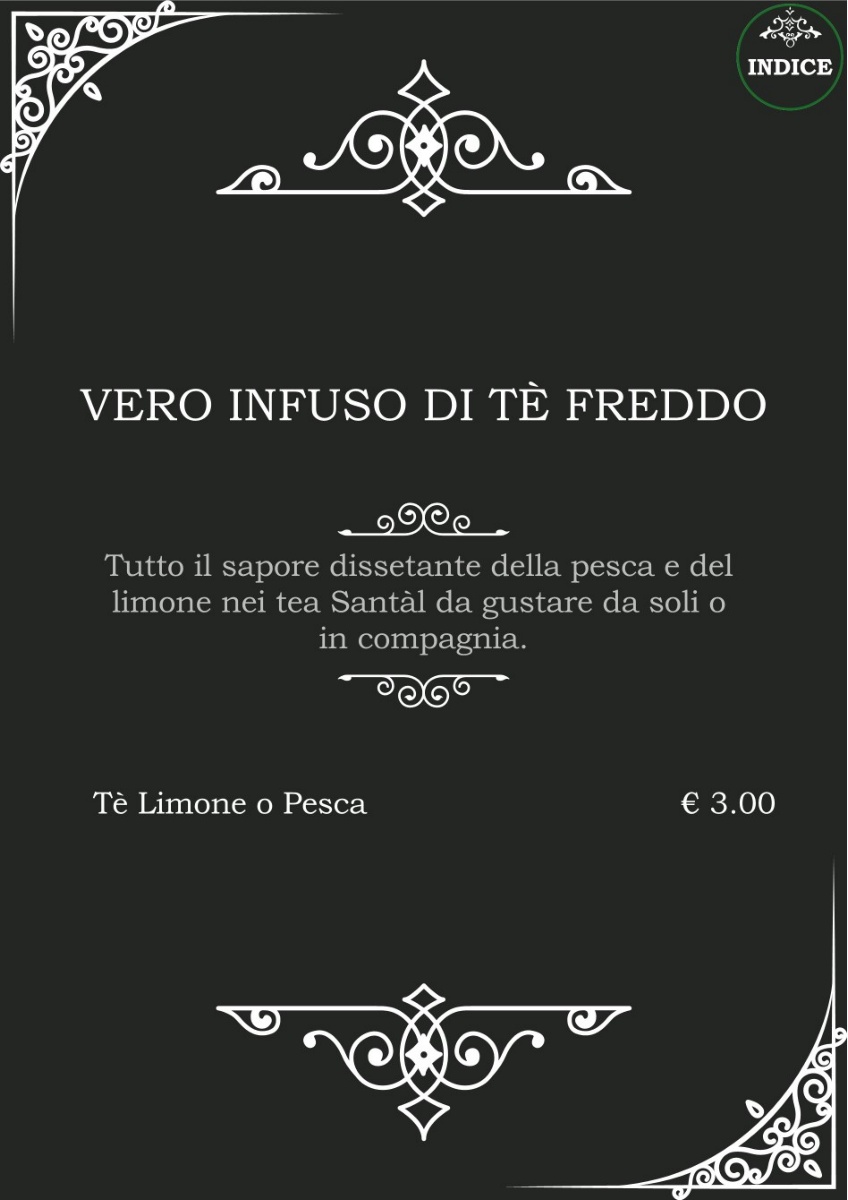 INDICE
VERO INFUSO DI TÈ FREDDO
Tutto il sapore dissetante della pesca e del
limone nei tea Santàl da gustare da soli o
in compagnia.
Tè Limone o Pesca € 3.00